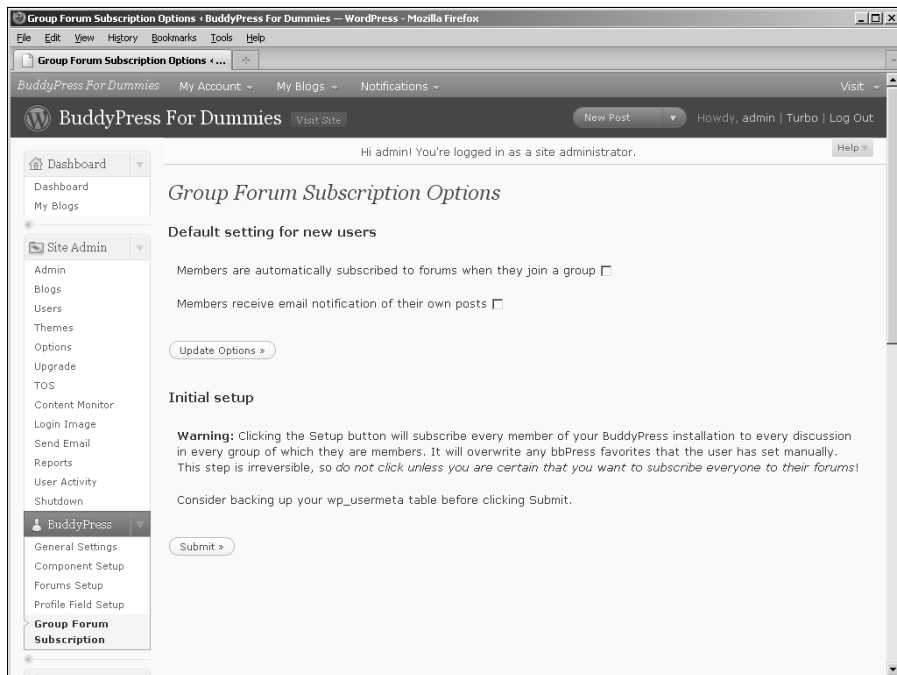 Group Forum Subscription Options ‹ BuddyPress For Dummies — WordPress - Mozilla Firefox
File Edit View History Bookmarks Tools Help
Group Forum Subscription Options ‹ ...
BuddyPress For Dummies My Account My Blogs Notifications Visit
BuddyPress For Dummies Visit Site New Post Howdy, admin | Turbo | Log Out
Hi admin! You're logged in as a site administrator. Help
Dashboard
Dashboard
My Blogs
Site Admin
Admin
Blogs
Users
Themes
Options
Upgrade
TOS
Content Monitor
Login Image
Send Email
Reports
User Activity
Shutdown
BuddyPress
General Settings
Component Setup
Forums Setup
Profile Field Setup
Group Forum
Subscription
Group Forum Subscription Options
Default setting for new users
Members are automatically subscribed to forums when they join a group
Members receive email notification of their own posts
Update Options »
Initial setup
Warning: Clicking the Setup button will subscribe every member of your BuddyPress installation to every discussion
in every group of which they are members. It will overwrite any bbPress favorites that the user has set manually.
This step is irreversible, so do not click unless you are certain that you want to subscribe everyone to their forums!
Consider backing up your wp_usermeta table before clicking Submit.
Submit »